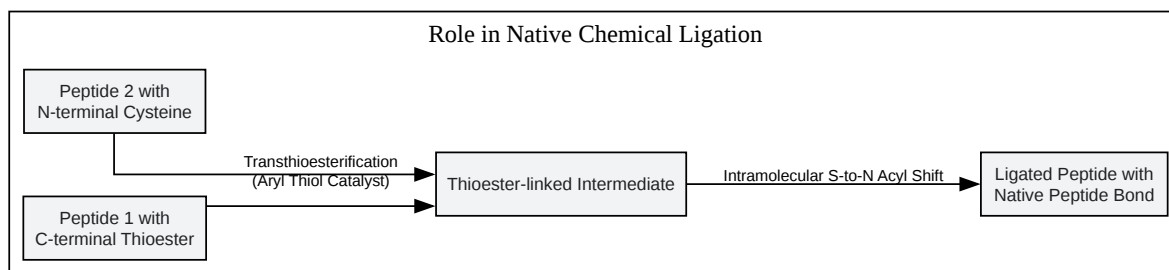 Role in Native Chemical Ligation
Peptide 2 with
N-terminal Cysteine
Transthioesterification
(Aryl Thiol Catalyst)
Peptide 1 with
C-terminal Thioester
Thioester-linked Intermediate
Intramolecular S-to-N Acyl Shift
Ligated Peptide with
Native Peptide Bond